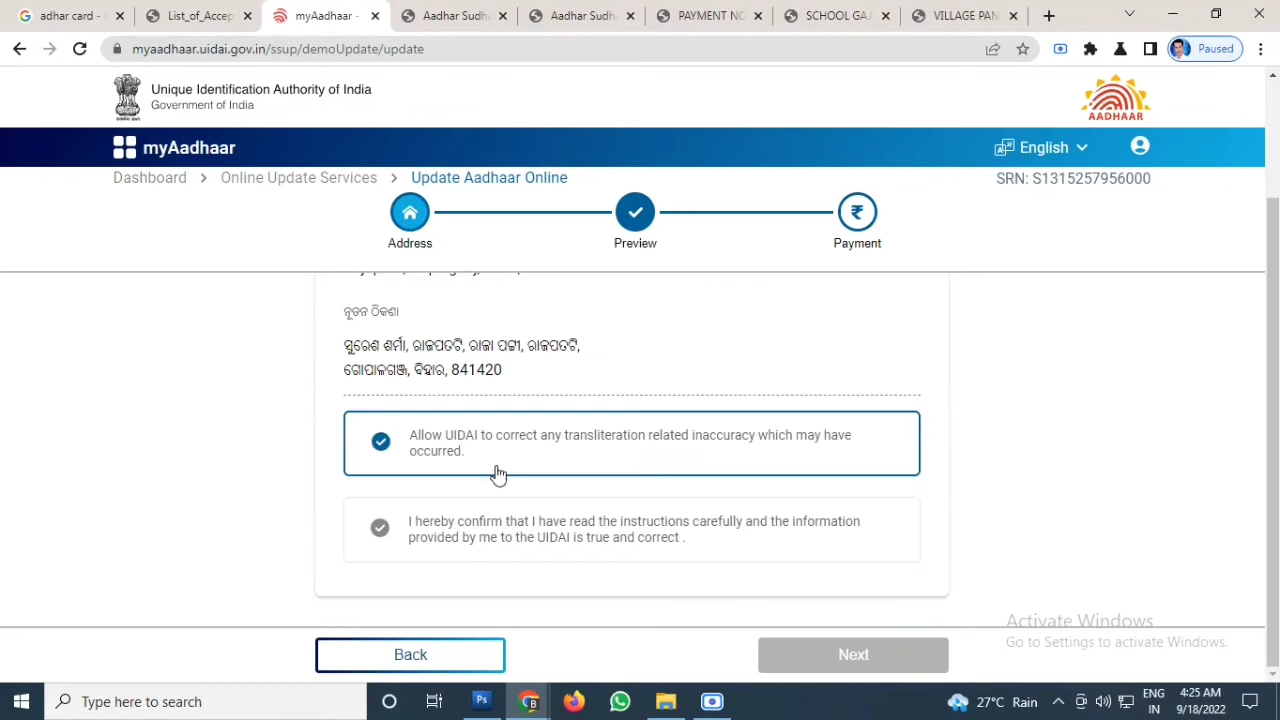 adhar card -
List_of_Accep
myAadhaar -
Aadhar Sudh
Aadhar Sudh
PAYMENT NO
SCHOOL GAJ
VILLAGE PAN
myaadhaar.uidai.gov.in/ssup/demoUpdate/update
Paused
Unique Identification Authority of India
Government of India
AADHAAR
myAadhaar
English
Dashboard > Online Update Services > Update Aadhaar Online
SRN: S1315257956000
Address
Preview
Payment
ନୂତନ ଠିକଣା
ସୁରେଶ ଶର୍ମା, ରାଜପତଟି, ରାଜା ପଟ୍ଟୀ, ରାଜପତଟି,
ଗୋପାଳଗଞ୍ଜ, ବିହାର, 841420
Allow UIDAI to correct any transliteration related inaccuracy which may have
occurred.
I hereby confirm that I have read the instructions carefully and the information
provided by me to the UIDAI is true and correct .
Activate Windows
Go to Settings to activate Windows.
Back
Next
Type here to search
Ps
27°C Rain
ENG
IN
4:25 AM
9/18/2022